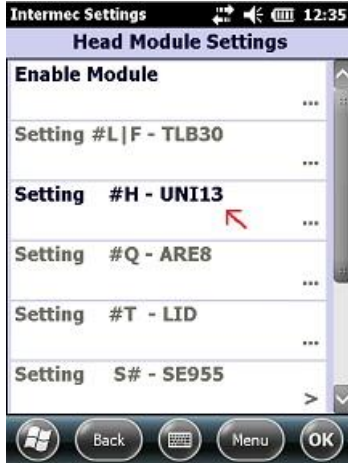 Intermec Settings 12:35
Head Module Settings
Enable Module
...
Setting #L|F - TLB30
...
Setting #H - UNI13
...
Setting #Q - ARE8
...
Setting #T - LID
...
Setting S# - SE955
>
Back Menu OK